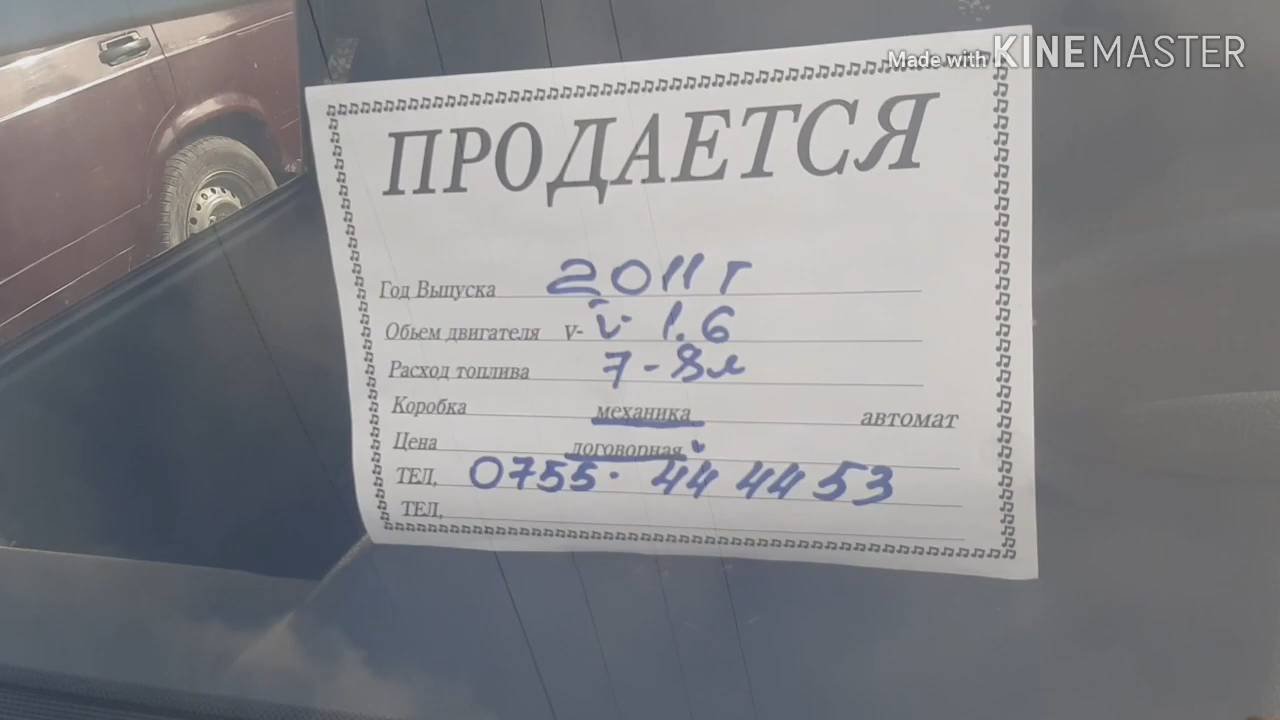 Made with KINEMASTER
ПРОДАЕТСЯ
Год Выпуска 2011 г
Обьем двигателя v- v- 1.6
Расход топлива 7-8л
Коробка механика автомат
Цена договорная
ТЕЛ, 0755. 44 44 53
ТЕЛ,